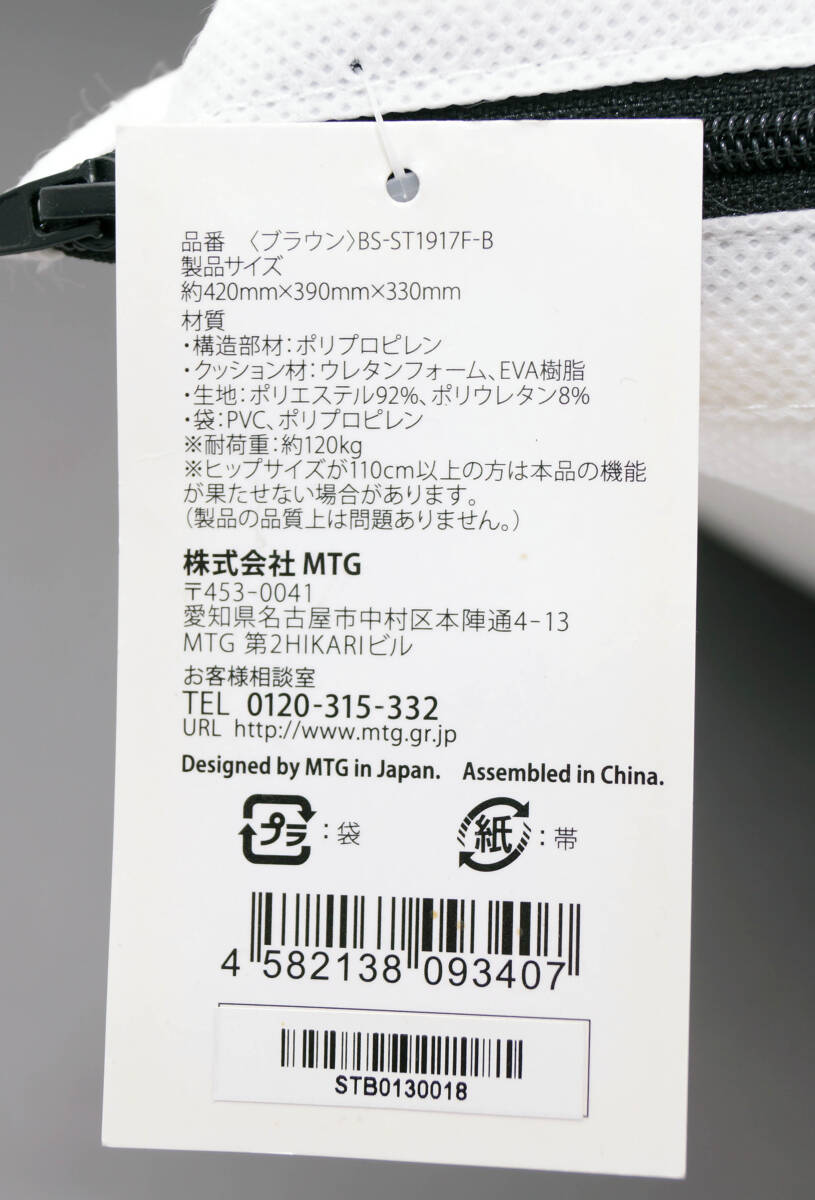 品番 〈ブラウン〉BS-ST1917F-B
製品サイズ
約420mm×390mm×330mm
材質
・構造部材：ポリプロピレン
・クッション材：ウレタンフォーム、EVA樹脂
・生地：ポリエステル92%、ポリウレタン8%
・袋：PVC、ポリプロピレン
※耐荷重：約120kg
※ヒップサイズが110cm以上の方は本品の機能
が果たせない場合があります。
（製品の品質上は問題ありません。）
株式会社 MTG
〒453-0041
愛知県名古屋市中村区本陣通4-13
MTG 第2HIKARIビル
お客様相談室
TEL 0120-315-332
URL http://www.mtg.gr.jp
Designed by MTG in Japan. Assembled in China.
プラ：袋 紙：帯
4 582138 093407
STB0130018